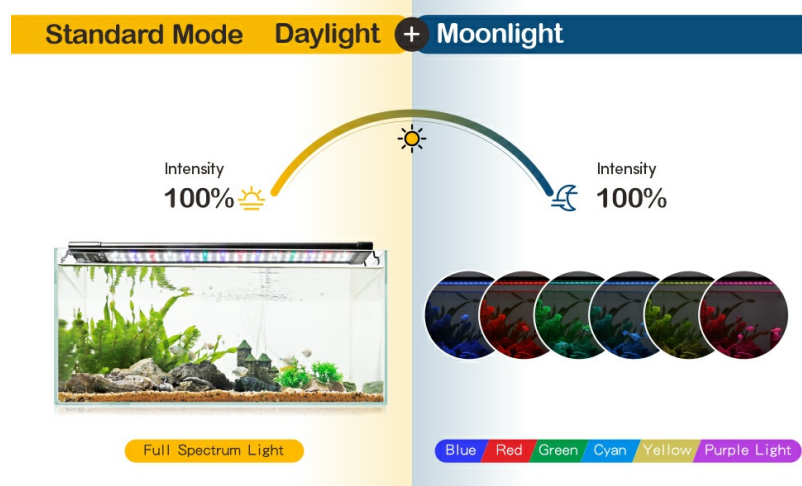 Standard Mode Daylight + Moonlight
Intensity
100%
Intensity
100%
Full Spectrum Light
Blue Red Green Cyan Yellow Purple Light